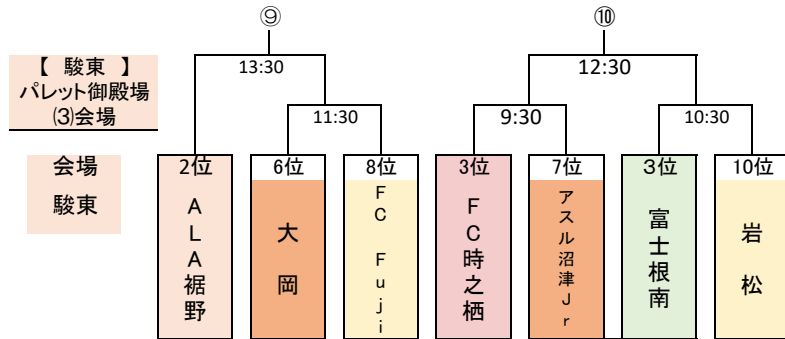 ⑨
⑩
【 駿東 】
パレット御殿場
⑶会場
13:30
12:30
11:30
9:30
10:30
会場
駿東
2位
6位
8位
3位
7位
３位
10位
ＡＬＡ裾野
大岡
ＦＣ Ｆｕｊｉ
ＦＣ時之栖
アスル沼津Ｊｒ
富士根南
岩松